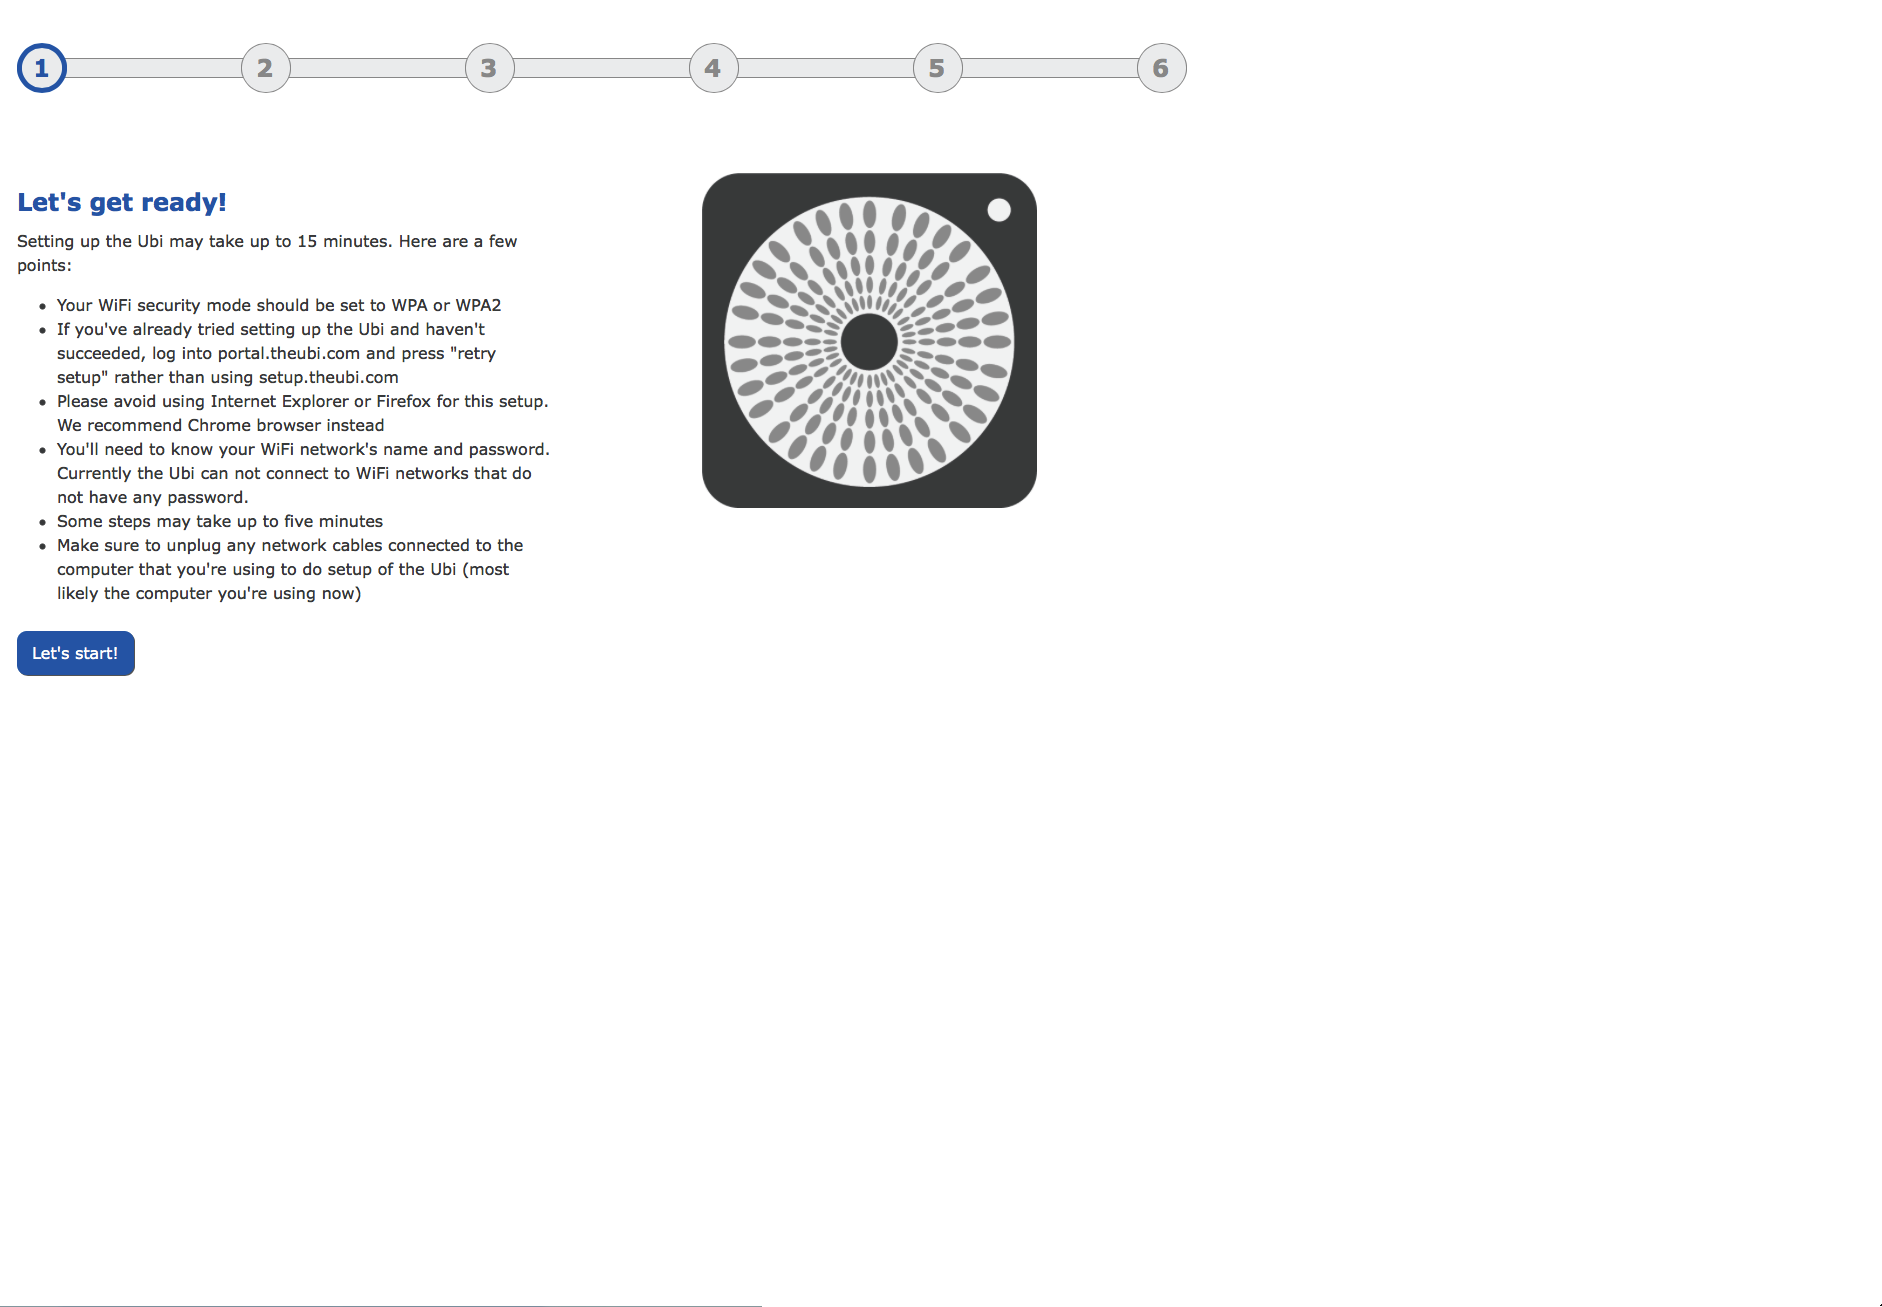 1 2 3 4 5 6
Let's get ready!
Setting up the Ubi may take up to 15 minutes. Here are a few
points:
• Your WiFi security mode should be set to WPA or WPA2
• If you've already tried setting up the Ubi and haven't
succeeded, log into portal.theubi.com and press "retry
setup" rather than using setup.theubi.com
• Please avoid using Internet Explorer or Firefox for this setup.
We recommend Chrome browser instead
• You'll need to know your WiFi network's name and password.
Currently the Ubi can not connect to WiFi networks that do
not have any password.
• Some steps may take up to five minutes
• Make sure to unplug any network cables connected to the
computer that you're using to do setup of the Ubi (most
likely the computer you're using now)
Let's start!